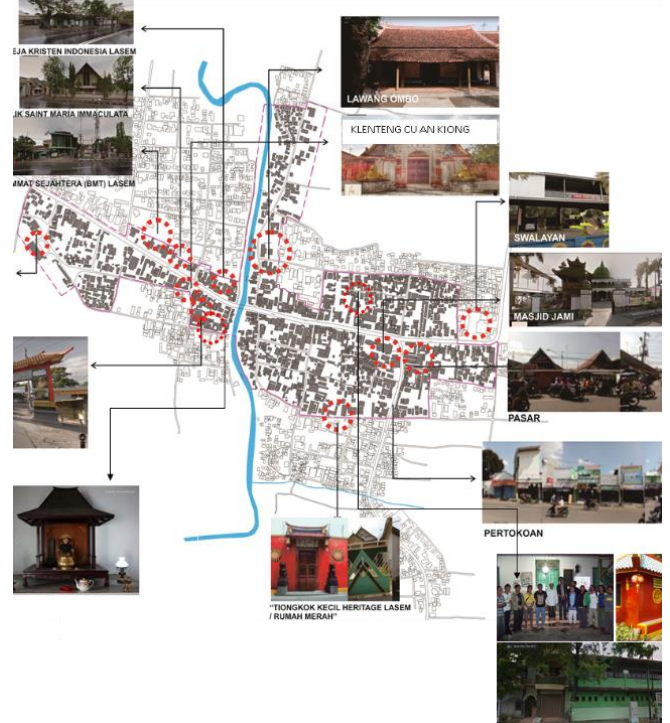 EJA KRISTEN INDONESIA LASEM
LIK SAINT MARIA IMMACULATA
MMAT SEJAHTERA (BMT) LASEM
LAWANG OMBO
KLENTENG CU AN KIONG
SWALAYAN
MASJID JAMI
PASAR
PERTOKOAN
"TIONGKOK KECIL HERITAGE LASEM
/ RUMAH MERAH"